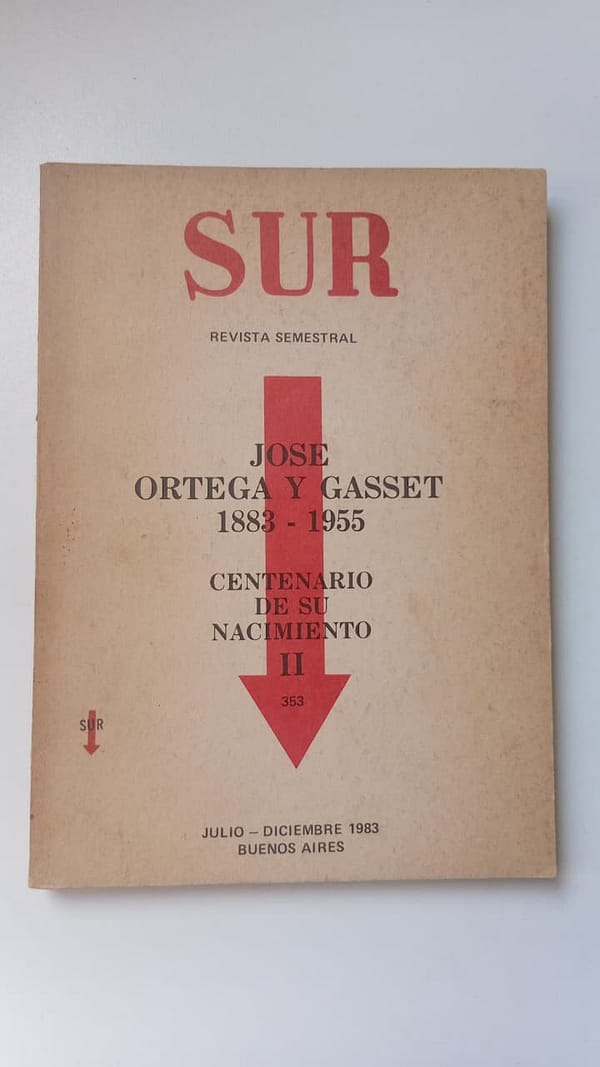 SUR
REVISTA SEMESTRAL
JOSE
ORTEGA Y GASSET
1883 - 1955
CENTENARIO
DE SU
NACIMIENTO
II
353
SUR
JULIO – DICIEMBRE 1983
BUENOS AIRES